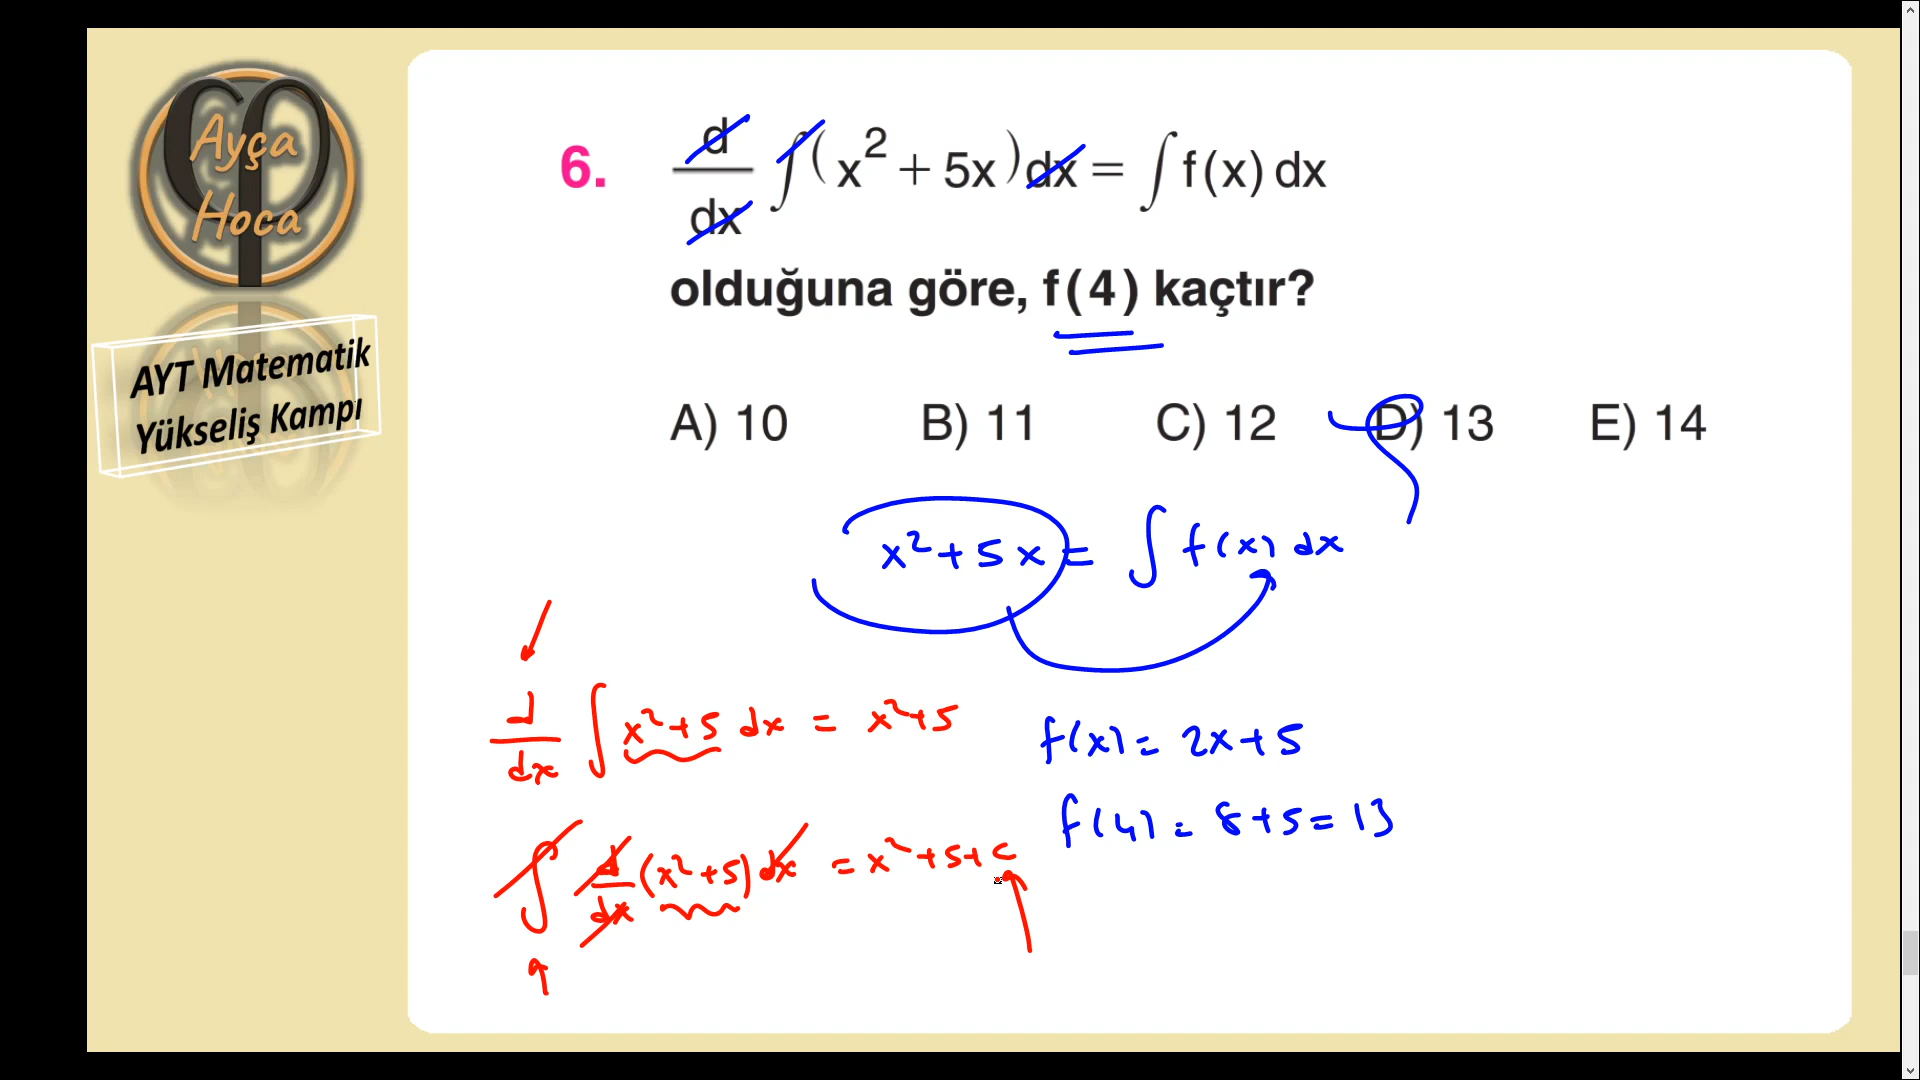 Ayça
Hoca
AYT Matematik
Yükseliş Kampı
6. d/dx ∫(x² + 5x)dx = ∫f(x) dx
olduğuna göre, f(4) kaçtır?
A) 10 B) 11 C) 12 D) 13 E) 14
x² + 5x = ∫ f(x) dx
d/dx ∫ x² + 5 dx = x² + 5
f(x) = 2x + 5
f(4) = 8 + 5 = 13
∫ d/dx (x² + 5) dx = x² + 5 + c